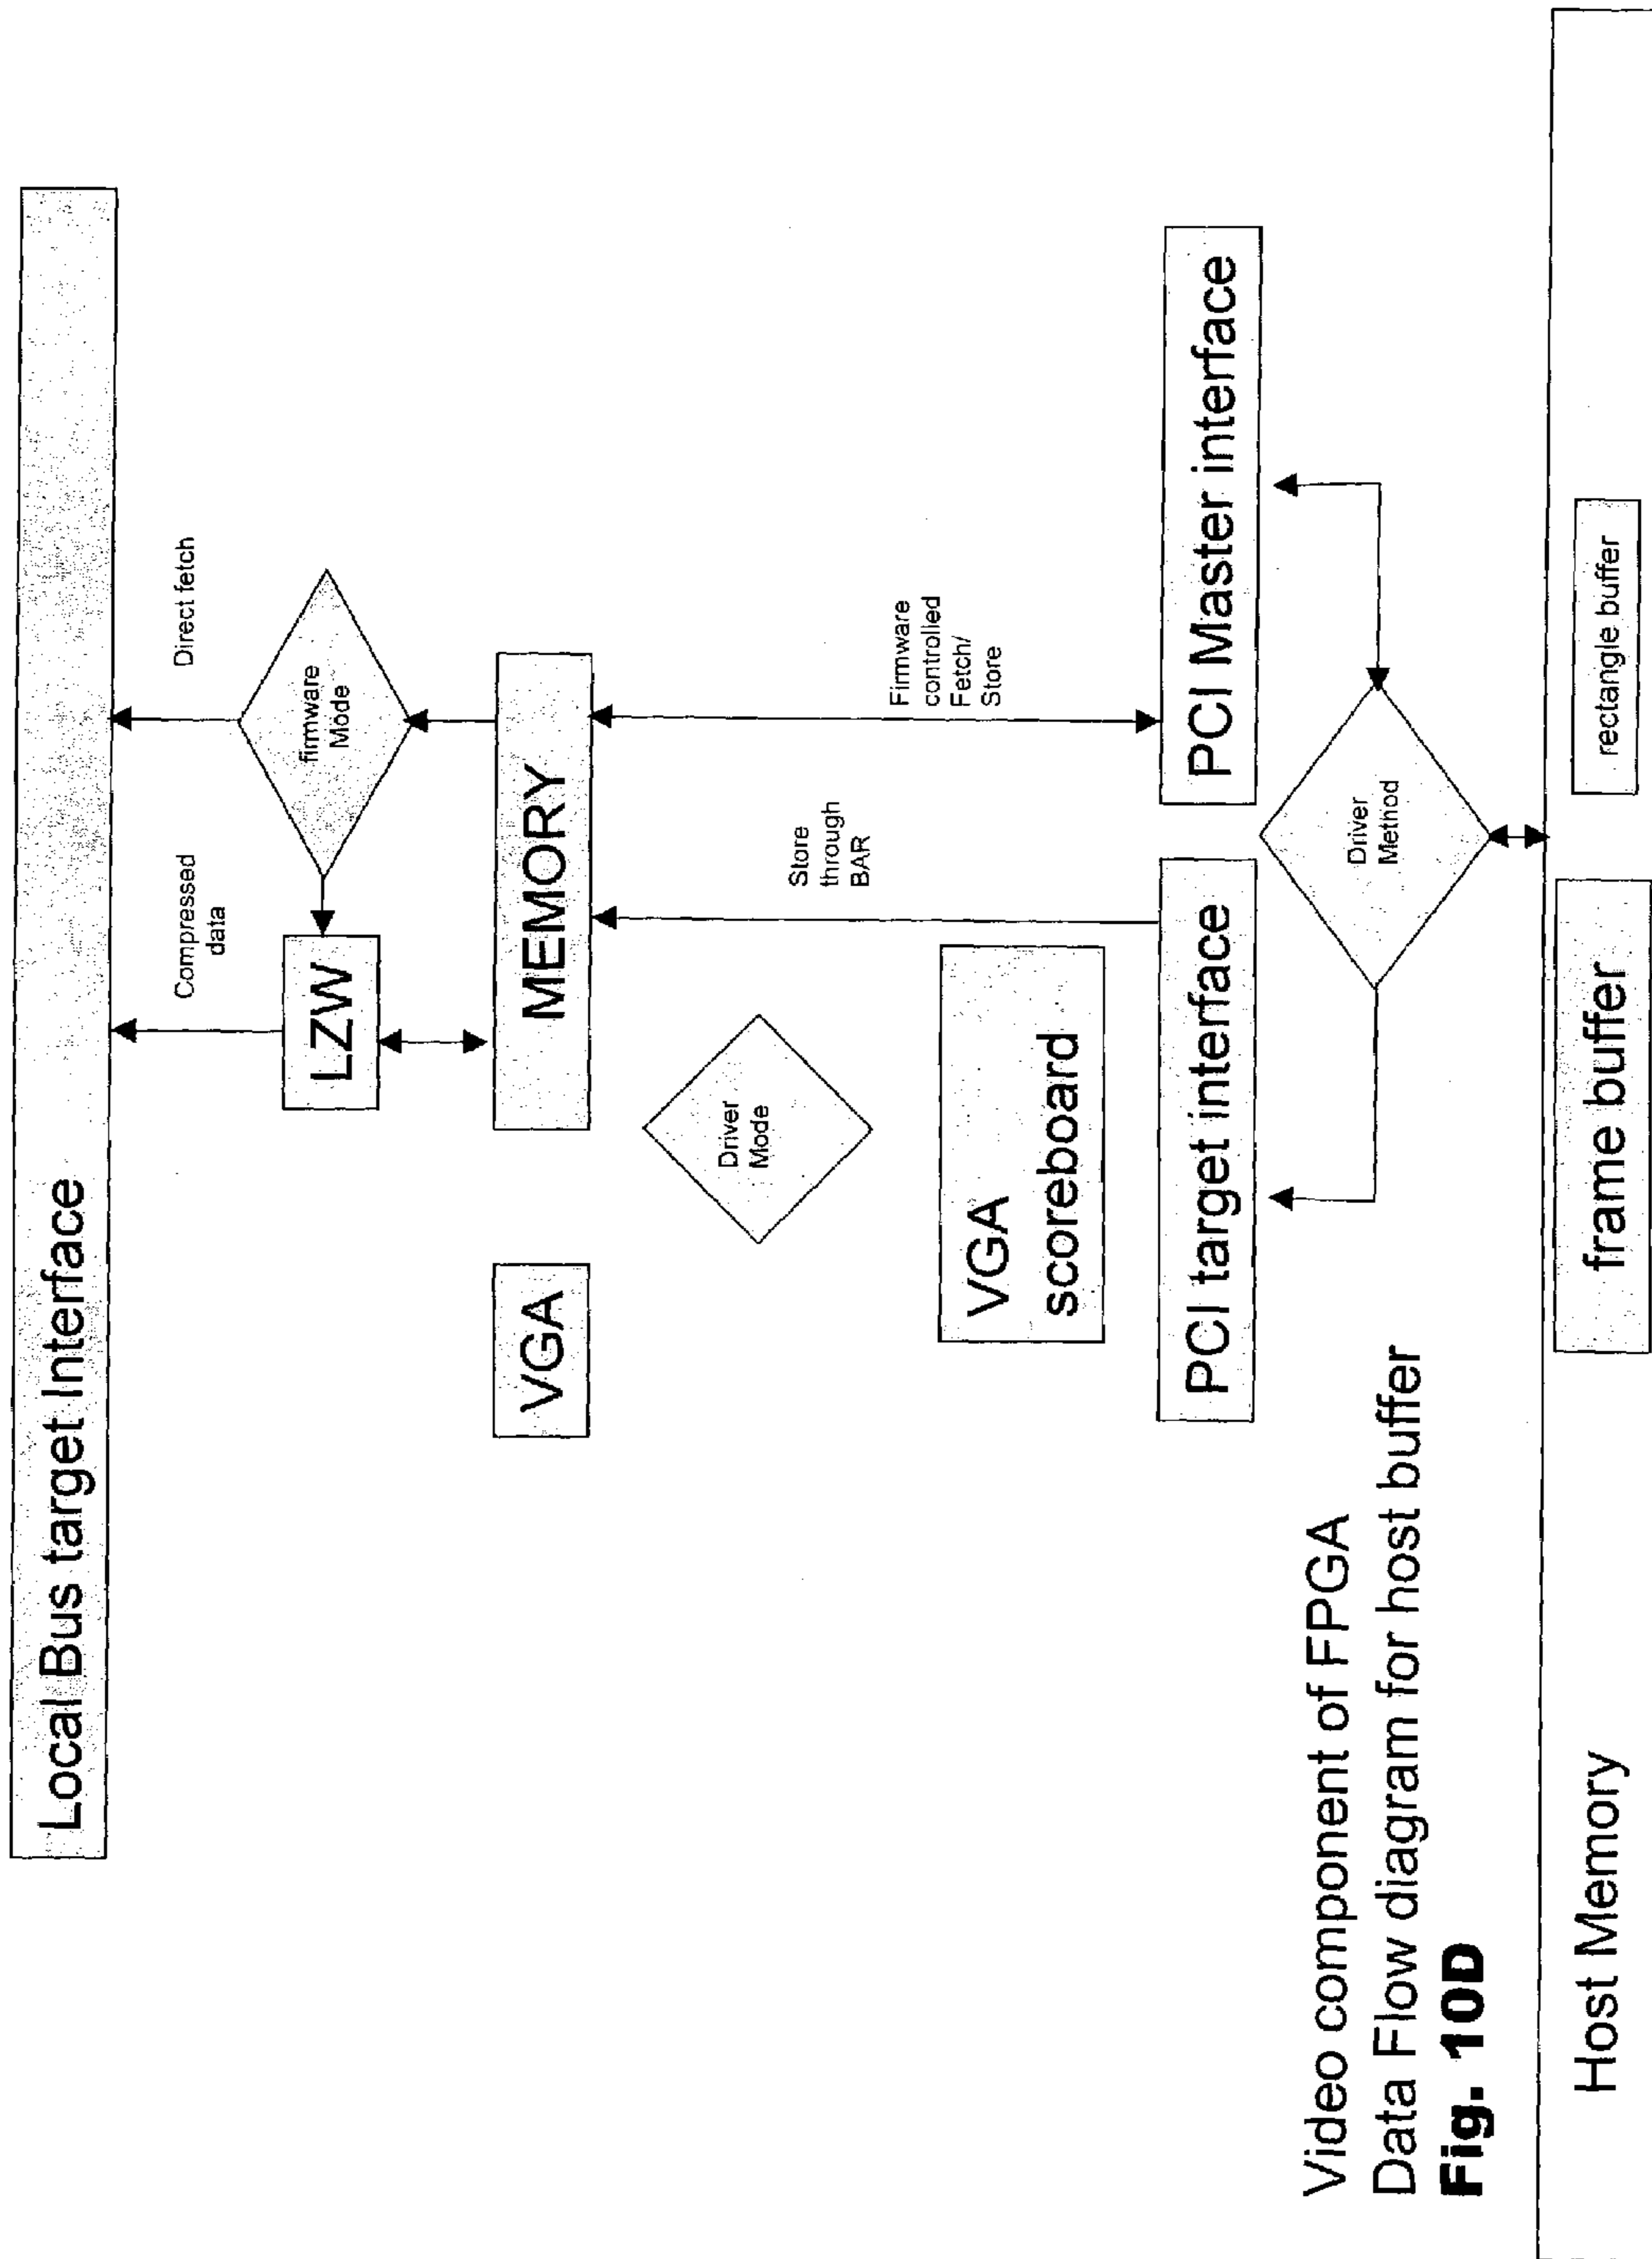 Local Bus target Interface
Compressed
data
Direct fetch
LZW
firmware
Mode
VGA
MEMORY
Driver
Mode
Store
through
BAR
Firmware
controlled
Fetch/
Store
VGA
scoreboard
PCI target interface
PCI Master interface
Driver
Method
Video component of FPGA
Data Flow diagram for host buffer
Fig. 10D
Host Memory
frame buffer
rectangle buffer